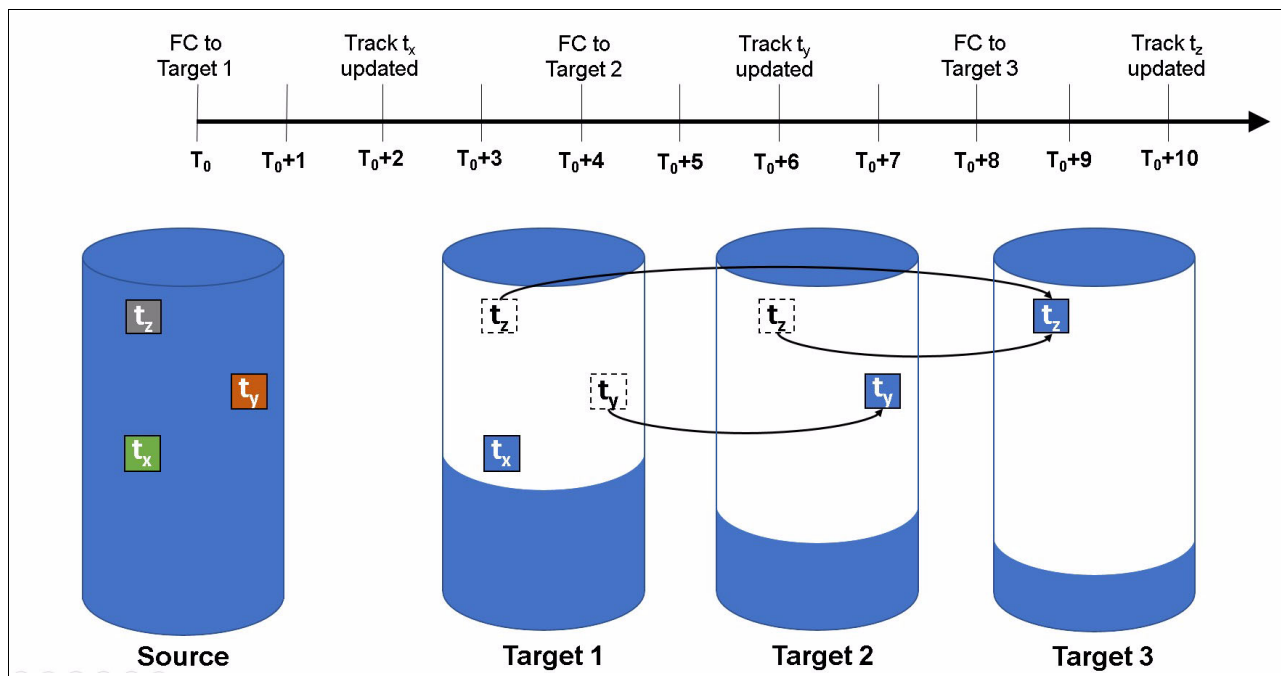 FC to
Target 1
Track tx
updated
FC to
Target 2
Track ty
updated
FC to
Target 3
Track tz
updated
T0
T0+1
T0+2
T0+3
T0+4
T0+5
T0+6
T0+7
T0+8
T0+9
T0+10
tz
ty
tx
tz
ty
tx
tz
ty
tz
Source
Target 1
Target 2
Target 3